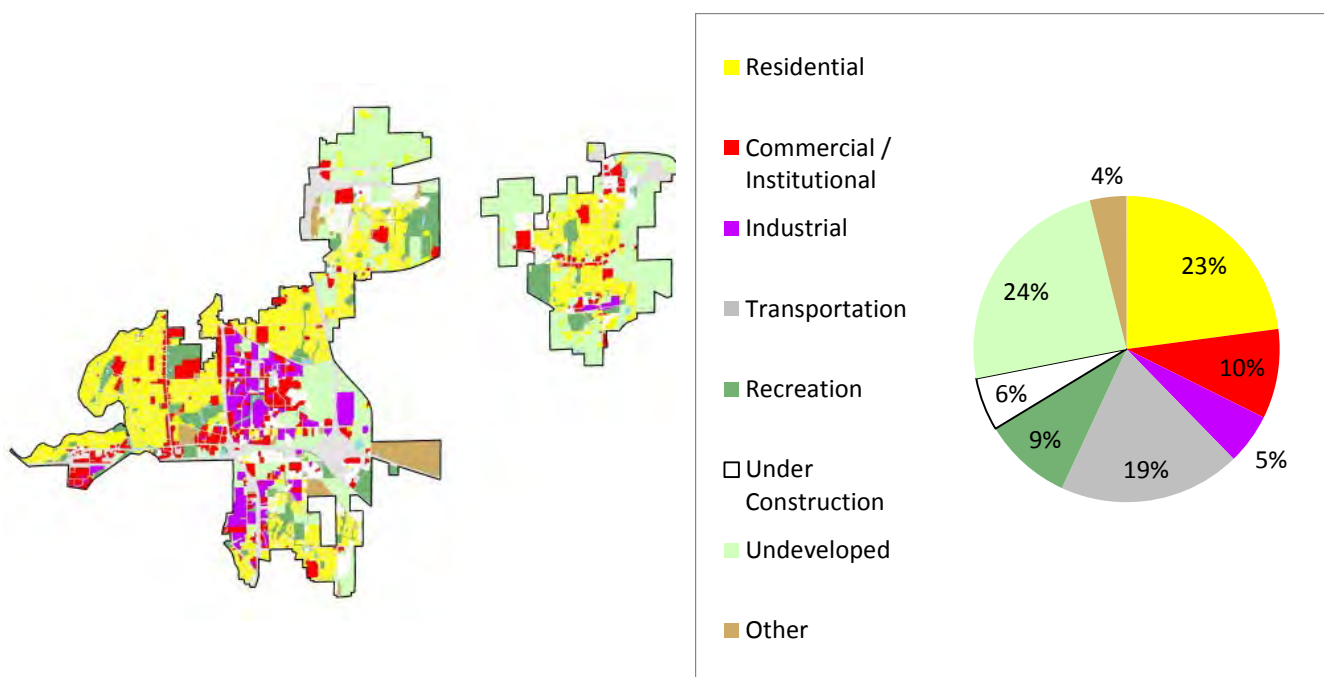 Residential
Commercial /
Institutional
Industrial
Transportation
Recreation
Under
Construction
Undeveloped
Other
4%
23%
24%
10%
6%
9%
19%
5%